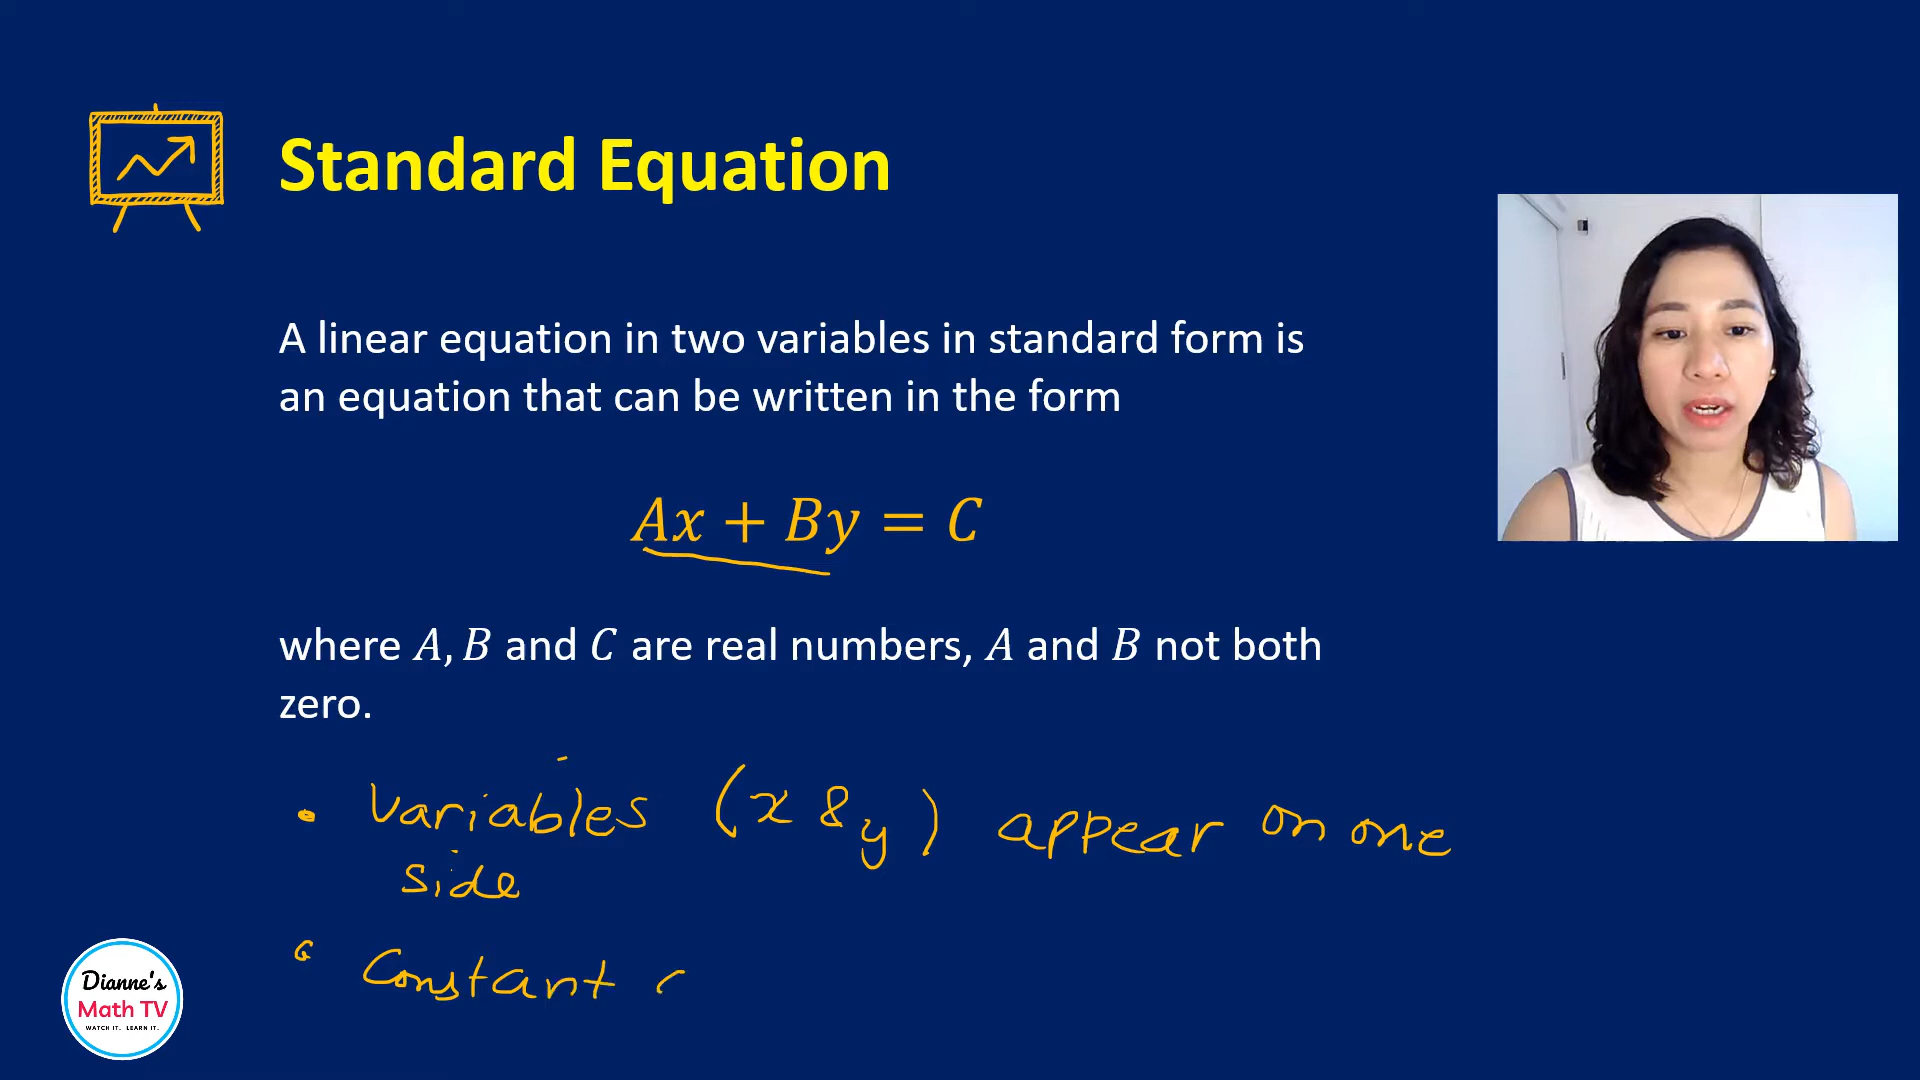 Standard Equation
A linear equation in two variables in standard form is
an equation that can be written in the form
Ax + By = C
where A, B and C are real numbers, A and B not both
zero.
• Variables (x & y) appear on one
side
• Constant
Dianne's
Math TV
WATCH IT. LEARN IT.